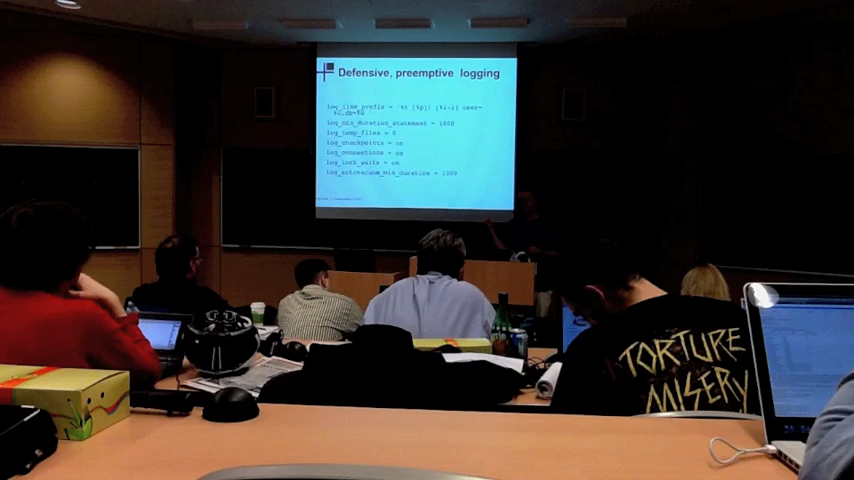 Defensive, preemptive logging
log_line_prefix = '%t [%p]: [%l-1] user=
%u,db=%d
log_min_duration_statement = 1000
log_temp_files = 0
log_checkpoints = on
log_connections = on
log_lock_waits = on
log_autovacuum_min_duration = 1000
TORTURE
MISERY